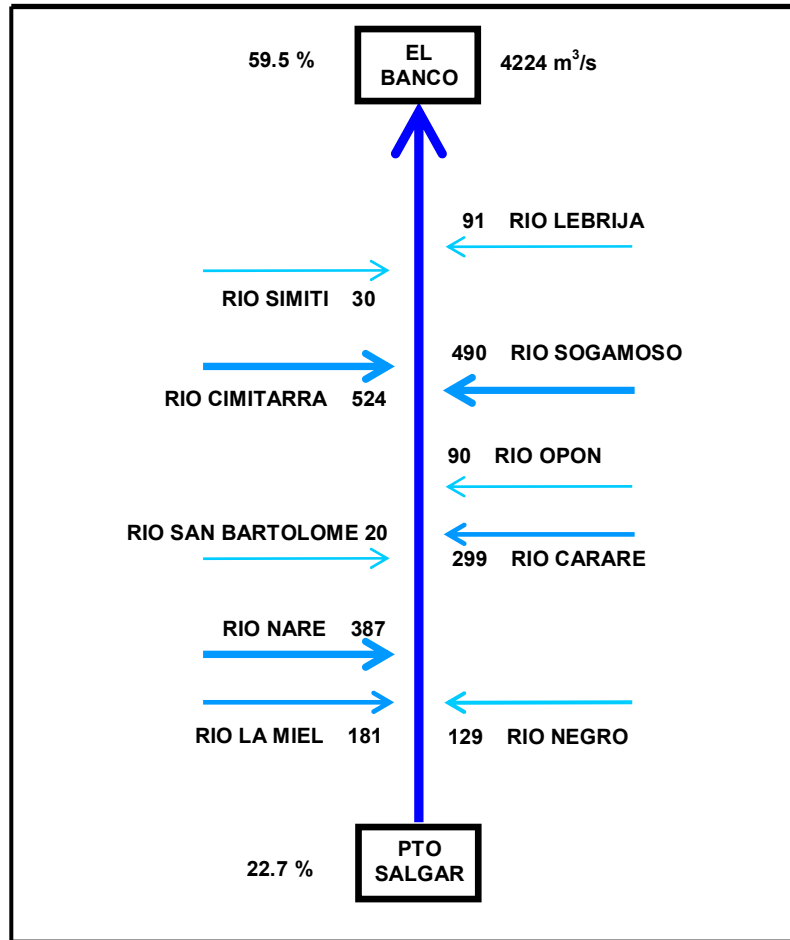 59.5 %
EL
BANCO
4224 m³/s
91 RIO LEBRIJA
RIO SIMITI 30
490 RIO SOGAMOSO
RIO CIMITARRA 524
90 RIO OPON
RIO SAN BARTOLOME 20
299 RIO CARARE
RIO NARE 387
RIO LA MIEL 181
129 RIO NEGRO
22.7 %
PTO
SALGAR